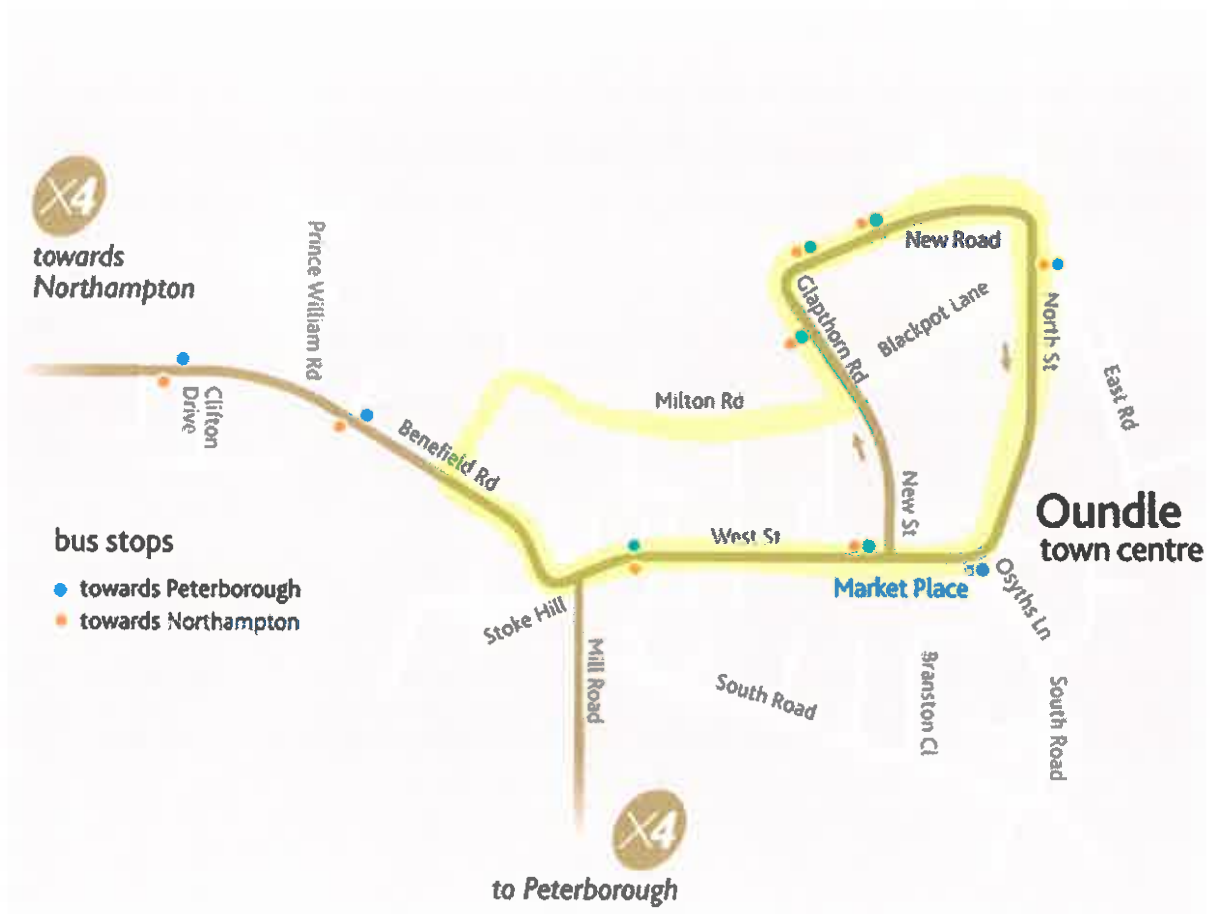 X4
towards
Northampton
Prince William Rd
Clifton
Drive
Benefield Rd
Milton Rd
New Road
Glapthorn Rd
Blackpot Lane
North St
East Rd
New St
West St
Market Place
Oundle
town centre
Osyths Ln
bus stops
towards Peterborough
towards Northampton
Stoke Hill
Mill Road
South Road
Branston Cl
South Road
X4
to Peterborough